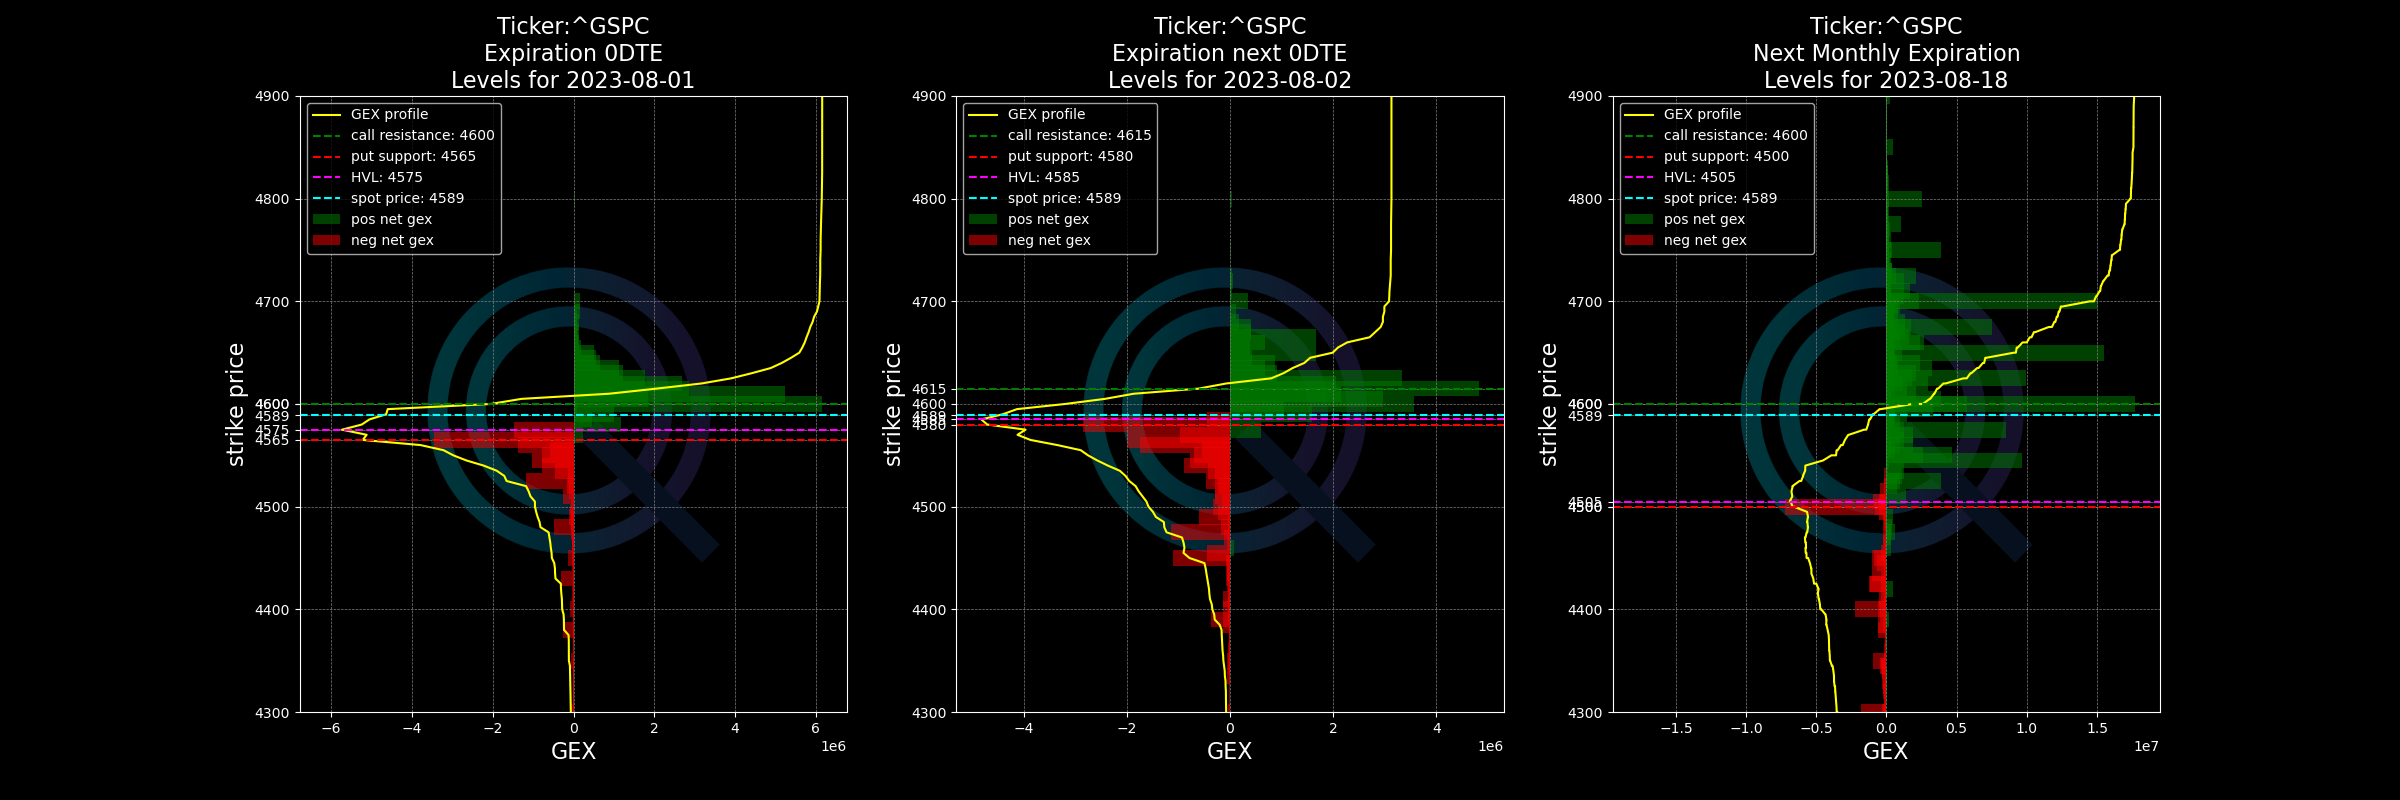 Ticker:^GSPC
Expiration 0DTE
Levels for 2023-08-01
GEX profile
call resistance: 4600
put support: 4565
HVL: 4575
spot price: 4589
pos net gex
neg net gex
4900
4800
4700
4600
4589
4575
4565
4500
4400
4300
strike price
−6
−4
−2
0
2
4
6
1e6
GEX
Ticker:^GSPC
Expiration next 0DTE
Levels for 2023-08-02
GEX profile
call resistance: 4615
put support: 4580
HVL: 4585
spot price: 4589
pos net gex
neg net gex
4900
4800
4700
4615
4600
4589
4585
4580
4500
4400
4300
strike price
−4
−2
0
2
4
1e6
GEX
Ticker:^GSPC
Next Monthly Expiration
Levels for 2023-08-18
GEX profile
call resistance: 4600
put support: 4500
HVL: 4505
spot price: 4589
pos net gex
neg net gex
4900
4800
4700
4600
4589
4505
4500
4400
4300
strike price
−1.5
−1.0
−0.5
0.0
0.5
1.0
1.5
1e7
GEX